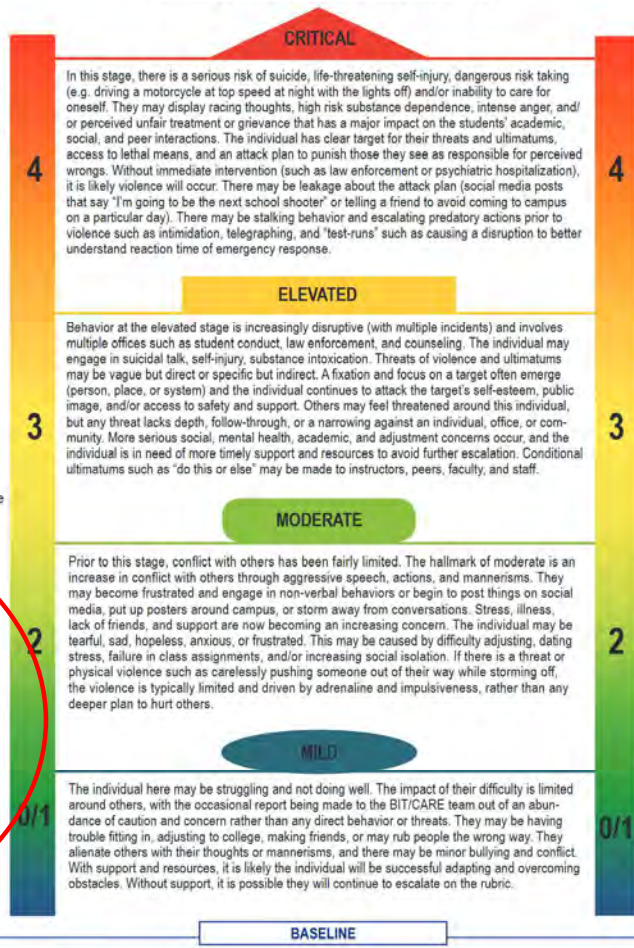 CRITICAL
In this stage, there is a serious risk of suicide, life-threatening self-injury, dangerous risk taking
(e.g. driving a motorcycle at top speed at night with the lights off) and/or inability to care for
oneself. They may display racing thoughts, high risk substance dependence, intense anger, and/
or perceived unfair treatment or grievance that has a major impact on the students' academic,
social, and peer interactions. The individual has clear target for their threats and ultimatums,
access to lethal means, and an attack plan to punish those they see as responsible for perceived
4
wrongs. Without immediate intervention (such as law enforcement or psychiatric hospitalization),
4
it is likely violence will occur. There may be leakage about the attack plan (social media posts
that say "I'm going to be the next school shooter" or telling a friend to avoid coming to campus
on a particular day). There may be stalking behavior and escalating predatory actions prior to
violence such as intimidation, telegraphing, and "test-runs" such as causing a disruption to better
understand reaction time of emergency response.
ELEVATED
Behavior at the elevated stage is increasingly disruptive (with multiple incidents) and involves
multiple offices such as student conduct, law enforcement, and counseling. The individual may
engage in suicidal talk, self-injury, substance intoxication. Threats of violence and ultimatums
may be vague but direct or specific but indirect. A fixation and focus on a target often emerge
(person, place, or system) and the individual continues to attack the target's self-esteem, public
image, and/or access to safety and support. Others may feel threatened around this individual,
3
but any threat lacks depth, follow-through, or a narrowing against an individual, office, or com-
3
munity. More serious social, mental health, academic, and adjustment concerns occur, and the
individual is in need of more timely support and resources to avoid further escalation. Conditional
ultimatums such as "do this or else" may be made to instructors, peers, faculty, and staff.
e
MODERATE
Prior to this stage, conflict with others has been fairly limited. The hallmark of moderate is an
increase in conflict with others through aggressive speech, actions, and mannerisms. They
may become frustrated and engage in non-verbal behaviors or begin to post things on social
media, put up posters around campus, or storm away from conversations. Stress, illness,
lack of friends, and support are now becoming an increasing concern. The individual may be
2
tearful, sad, hopeless, anxious, or frustrated. This may be caused by difficulty adjusting, dating
2
stress, failure in class assignments, and/or increasing social isolation. If there is a threat or
physical violence such as carelessly pushing someone out of their way while storming off,
the violence is typically limited and driven by adrenaline and impulsiveness, rather than any
deeper plan to hurt others.
MILD
The individual here may be struggling and not doing well. The impact of their difficulty is limited
around others, with the occasional report being made to the BIT/CARE team out of an abun-
0/1
dance of caution and concern rather than any direct behavior or threats. They may be having
0/1
trouble fitting in, adjusting to college, making friends, or may rub people the wrong way. They
alienate others with their thoughts or mannerisms, and there may be minor bullying and conflict.
With support and resources, it is likely the individual will be successful adapting and overcoming
obstacles. Without support, it is possible they will continue to escalate on the rubric.
BASELINE